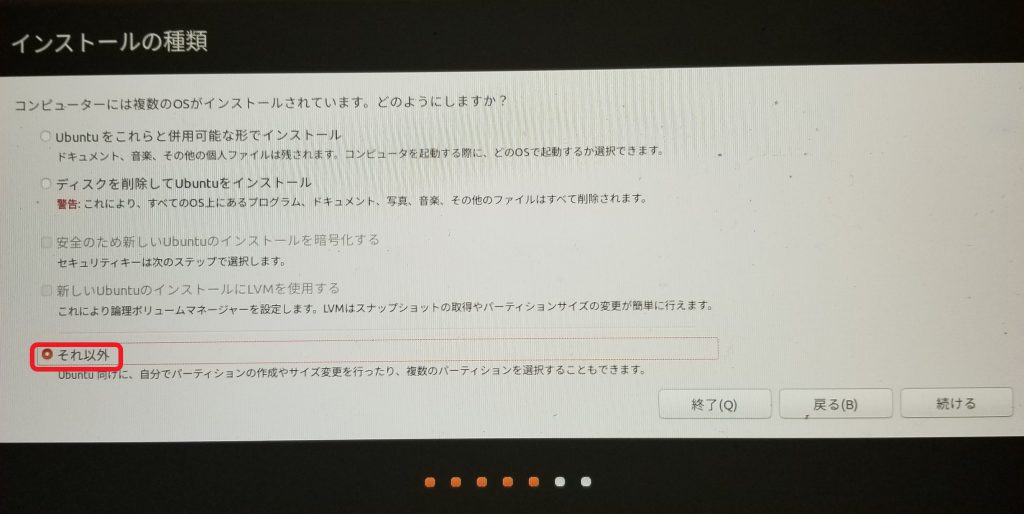 インストールの種類
コンピューターには複数のOSがインストールされています。どのようにしますか？
Ubuntu をこれらと併用可能な形でインストール
ドキュメント、音楽、その他の個人ファイルは残されます。コンピュータを起動する際に、どのOSで起動するか選択できます。
ディスクを削除してUbuntuをインストール
警告: これにより、すべてのOS上にあるプログラム、ドキュメント、写真、音楽、その他のファイルはすべて削除されます。
安全のため新しいUbuntuのインストールを暗号化する
セキュリティキーは次のステップで選択します。
新しいUbuntuのインストールにLVMを使用する
これにより論理ボリュームマネージャーを設定します。LVMはスナップショットの取得やパーティションサイズの変更が簡単に行えます。
それ以外
Ubuntu 向けに、自分でパーティションの作成やサイズ変更を行ったり、複数のパーティションを選択することもできます。
終了(Q)
戻る(B)
続ける